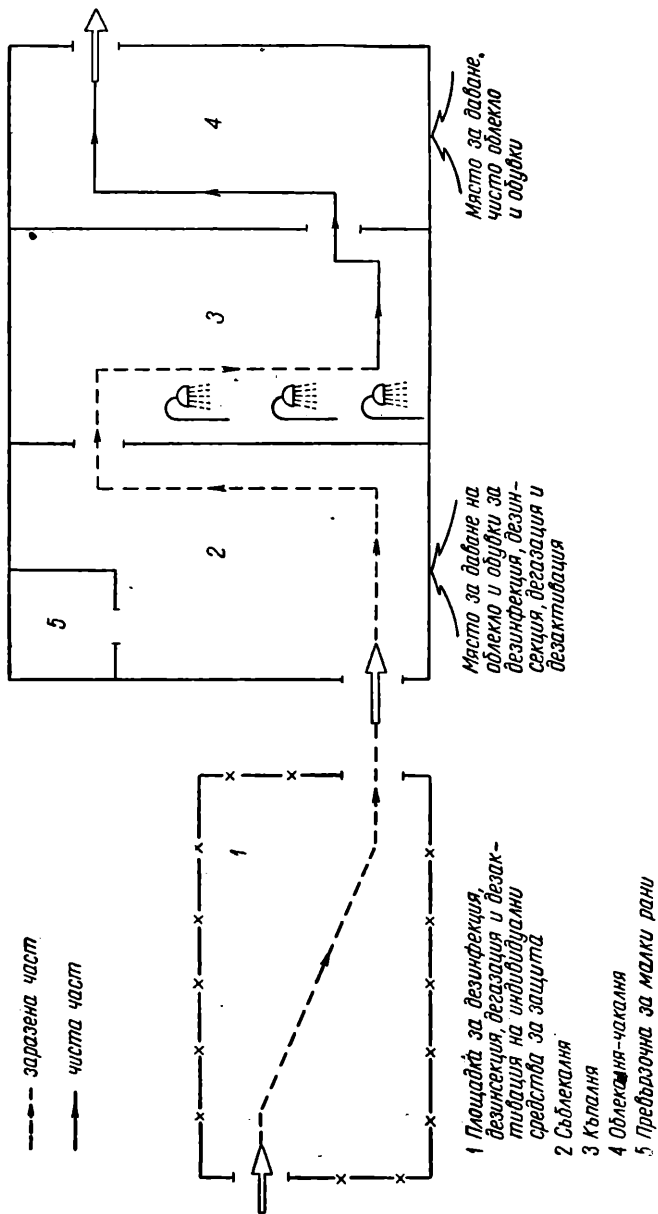 заразена част
чиста част
1
2
3
4
5
1 Площадка за дезинфекция,
дезинсекция, дегазация и дезак-
тивация на индивидуални
средства за защита
2 Съблекалня
3 Къпалня
4 Облекалня-чакалня
5 Превързочна за малки рани
Място за даване на
облекло и обувки за
дезинфекция, дезин-
секция, дегазация и
дезактивация
Място за даване,
чисто облекло
и обувки